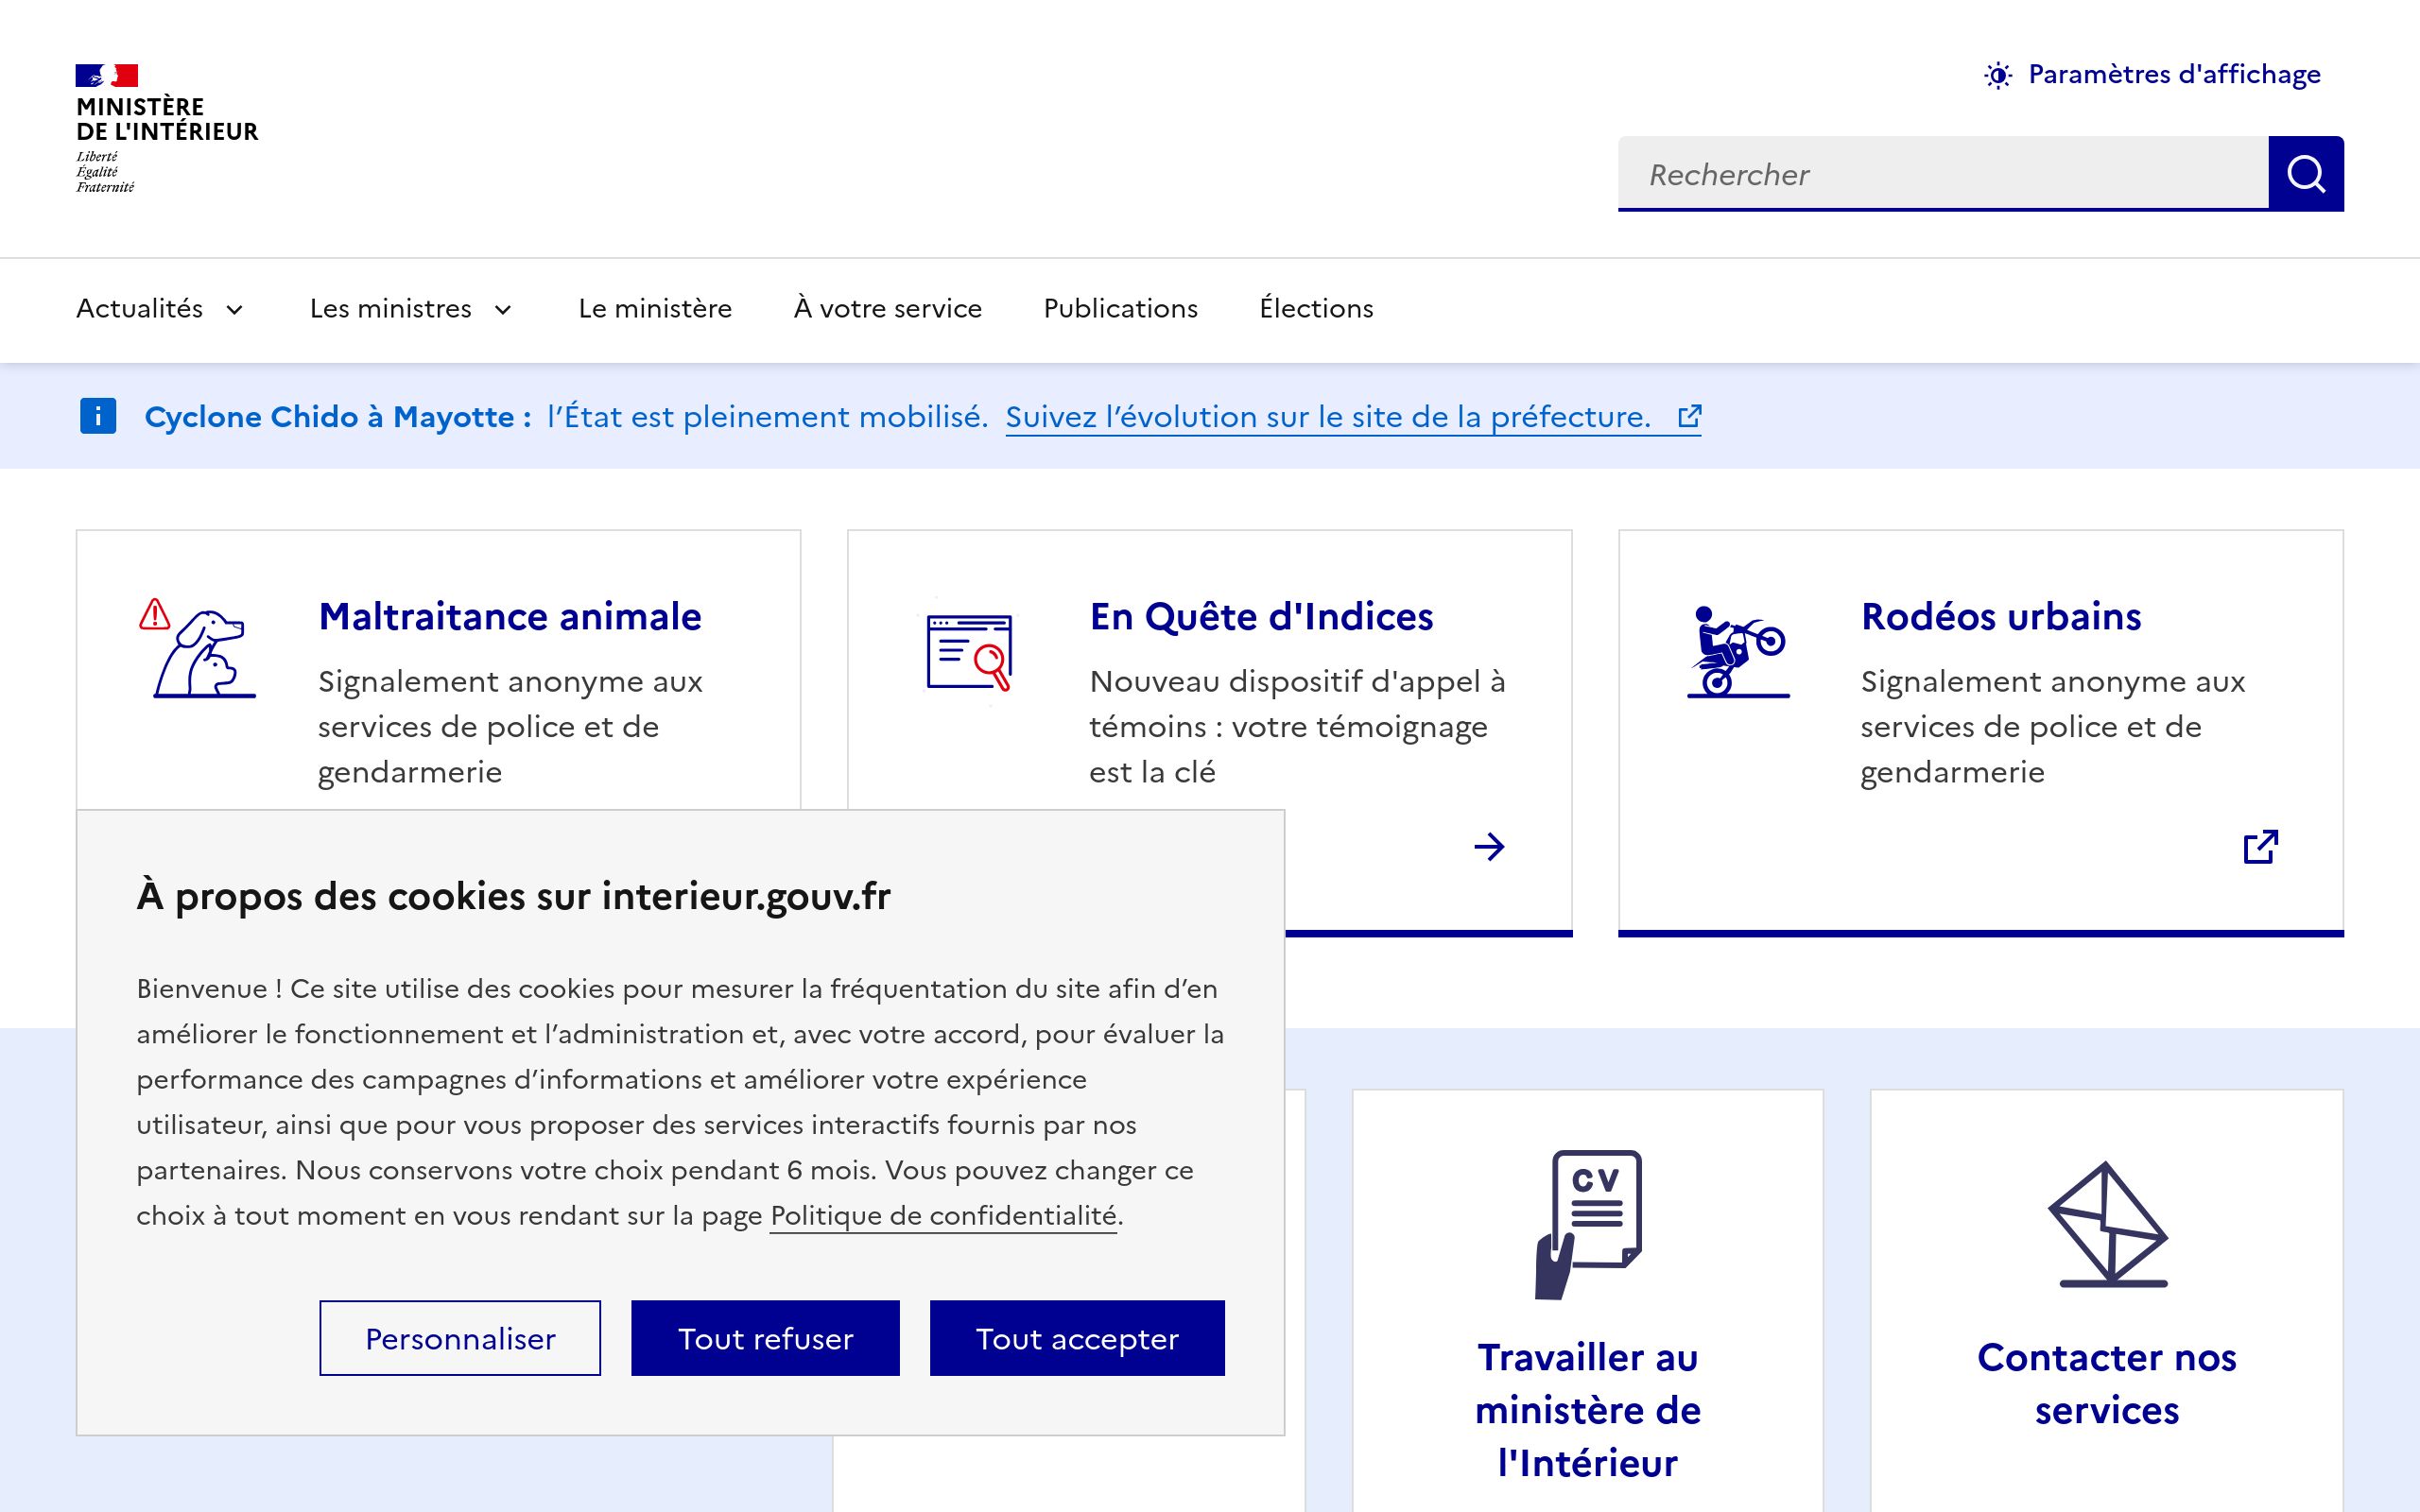 MINISTÈRE
DE L'INTÉRIEUR
Liberté
Égalité
Fraternité
Paramètres d'affichage
Rechercher
Actualités
Les ministres
Le ministère
À votre service
Publications
Élections
Cyclone Chido à Mayotte : l’État est pleinement mobilisé. Suivez l’évolution sur le site de la préfecture.
Maltraitance animale
Signalement anonyme aux
services de police et de
gendarmerie
En Quête d'Indices
Nouveau dispositif d'appel à
témoins : votre témoignage
est la clé
Rodéos urbains
Signalement anonyme aux
services de police et de
gendarmerie
À propos des cookies sur interieur.gouv.fr
Bienvenue ! Ce site utilise des cookies pour mesurer la fréquentation du site afin d’en
améliorer le fonctionnement et l’administration et, avec votre accord, pour évaluer la
performance des campagnes d’informations et améliorer votre expérience
utilisateur, ainsi que pour vous proposer des services interactifs fournis par nos
partenaires. Nous conservons votre choix pendant 6 mois. Vous pouvez changer ce
choix à tout moment en vous rendant sur la page Politique de confidentialité.
Personnaliser
Tout refuser
Tout accepter
CV
Travailler au
ministère de
l'Intérieur
Contacter nos
services